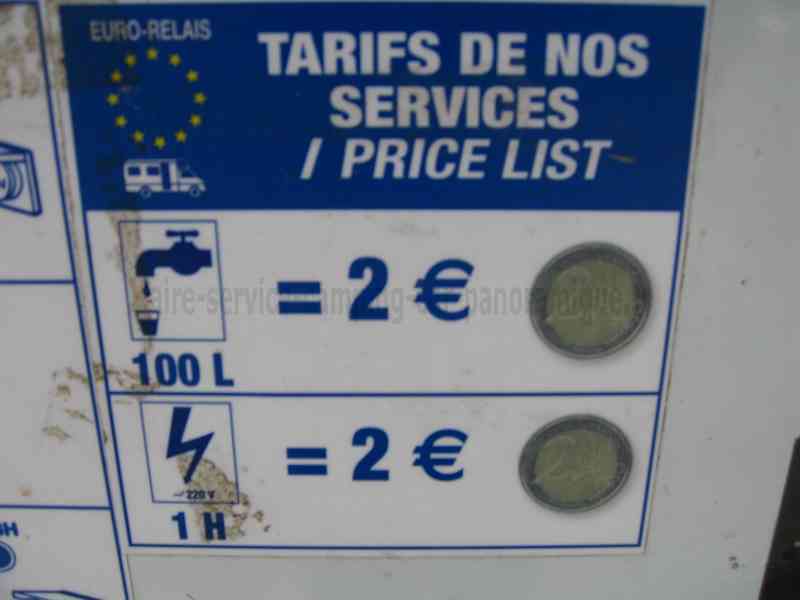 EURO-RELAIS
TARIFS DE NOS
SERVICES
/ PRICE LIST
= 2 €
100 L
= 2 €
~220 V
1 H